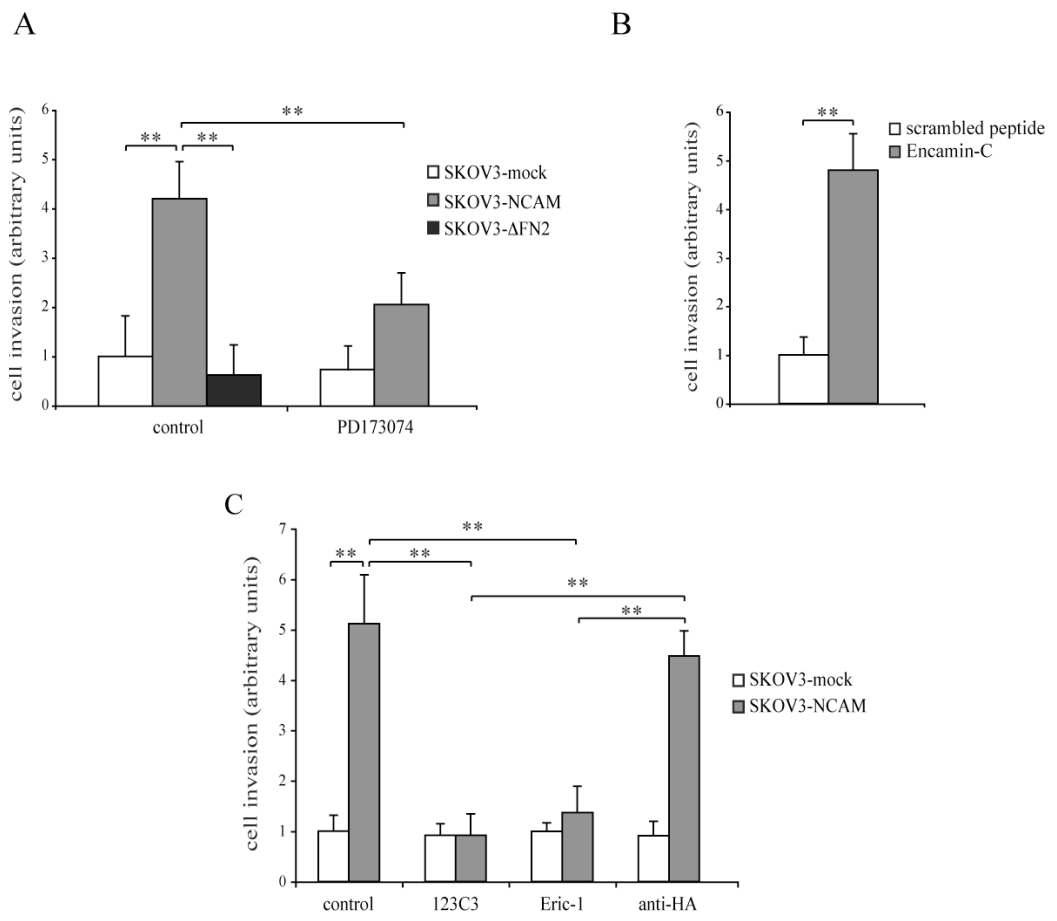 A
cell invasion (arbitrary units)
6
5
4
3
2
1
0
**
**
**
control
PD173074
SKOV3-mock
SKOV3-NCAM
SKOV3-ΔFN2
B
cell invasion (arbitrary units)
6
5
4
3
2
1
0
**
scrambled peptide
Encamin-C
C
cell invasion (arbitrary units)
7
6
5
4
3
2
1
0
**
**
**
**
**
control
123C3
Eric-1
anti-HA
SKOV3-mock
SKOV3-NCAM